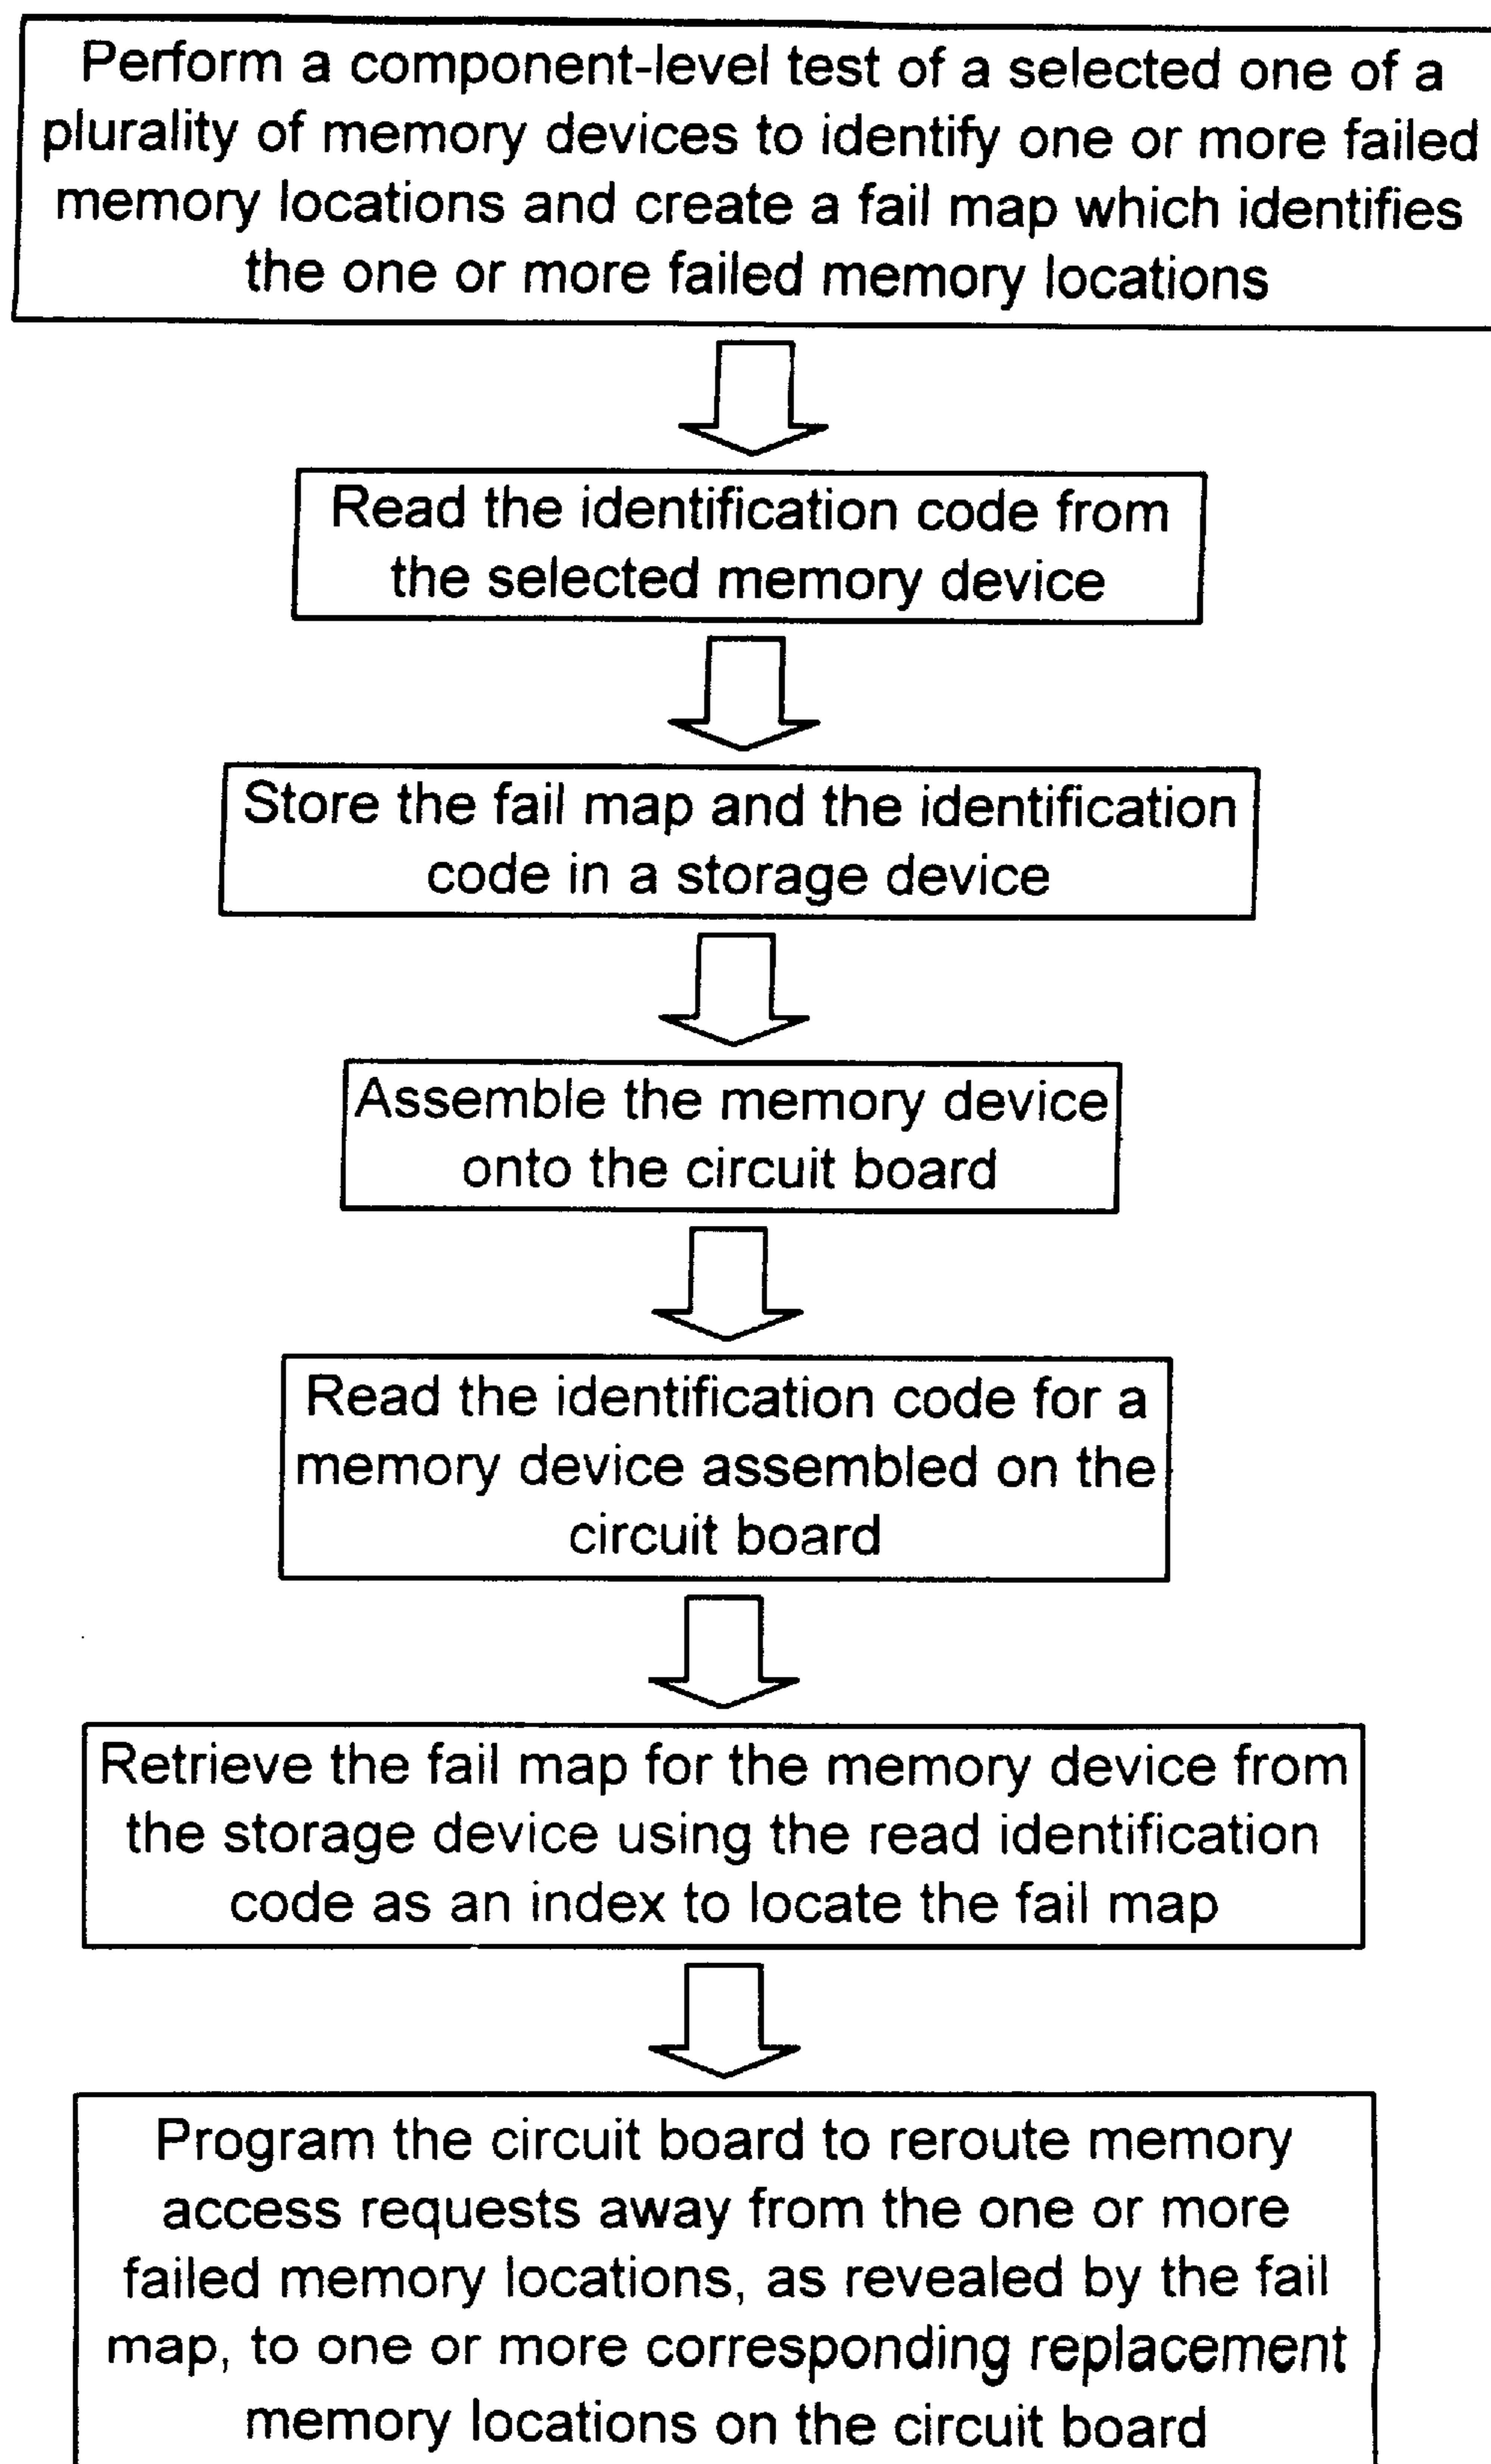 Perform a component-level test of a selected one of a
plurality of memory devices to identify one or more failed
memory locations and create a fail map which identifies
the one or more failed memory locations
Read the identification code from
the selected memory device
Store the fail map and the identification
code in a storage device
Assemble the memory device
onto the circuit board
Read the identification code for a
memory device assembled on the
circuit board
Retrieve the fail map for the memory device from
the storage device using the read identification
code as an index to locate the fail map
Program the circuit board to reroute memory
access requests away from the one or more
failed memory locations, as revealed by the fail
map, to one or more corresponding replacement
memory locations on the circuit board